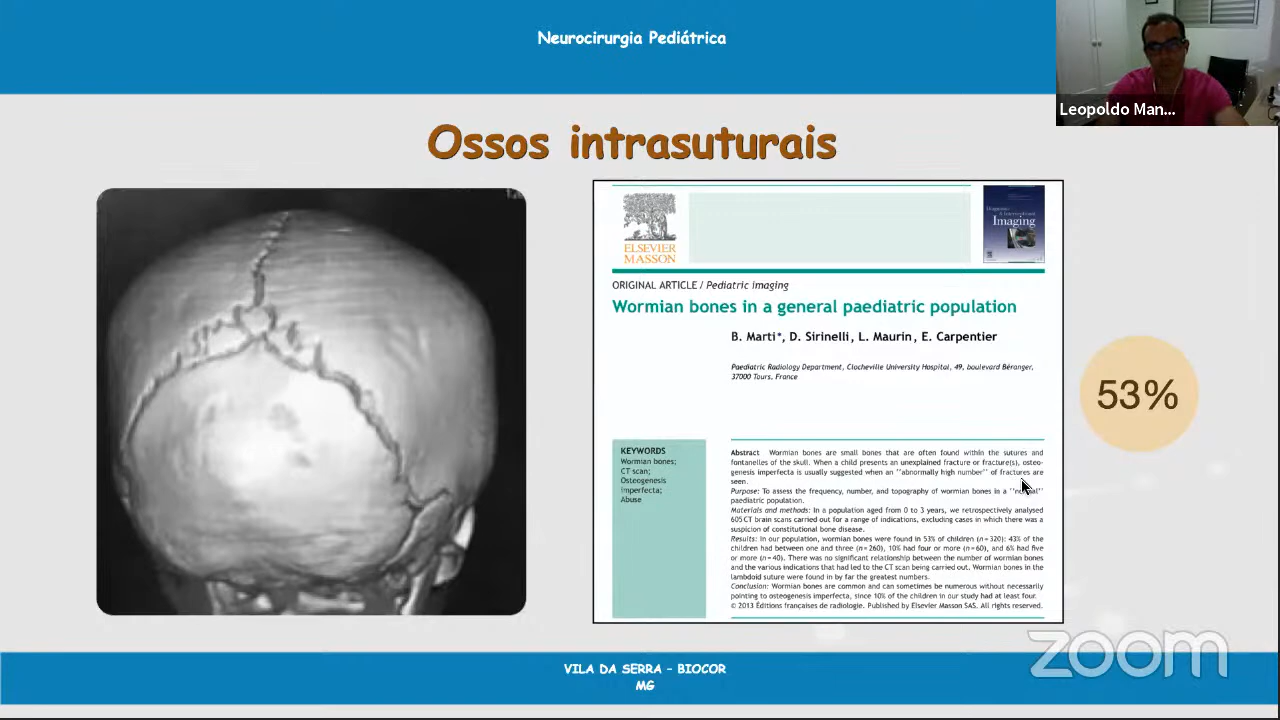 Neurocirurgia Pediátrica
Leopoldo Man...
Ossos intrasuturais
ELSEVIER
MASSON
Imaging
ORIGINAL ARTICLE / Pediatric imaging
Wormian bones in a general paediatric population
B. Marti*, D. Sirinelli, L. Maurin, E. Carpentier
Paediatric Radiology Department, Clocheville University Hospital, 49, boulevard Béranger,
37000 Tours, France
53%
KEYWORDS
Wormian bones;
CT scan;
Osteogenesis
imperfecta;
Abuse
Abstract Wormian bones are small bones that are often found within the sutures and
fontanelles of the skull. When a child presents an unexplained fracture or fracture(s), osteo-
genesis imperfecta is usually suggested when an ‘‘abnormally high number’’ of fractures are
seen.
Purpose: To assess the frequency, number, and topography of wormian bones in a
paediatric population.
Materials and methods: In a population aged from 0 to 3 years, we retrospectively analysed
605 CT brain scans carried out for a range of indications, excluding cases in which there was a
suspicion of constitutional bone disease.
Results: In our population, wormian bones were found in 53% of children (n = 320): 43% of the
children had between one and three (n = 260), 10% had four or more (n = 60), and 6% had five
or more (n = 40). There was no significant relationship between the number of wormian bones
and the various indications that had led to the CT scan being carried out. Wormian bones in the
lambdoid suture were found in by far the greatest numbers.
Conclusion: Wormian bones are common and can sometimes be numerous without necessarily
pointing to osteogenesis imperfecta, since 10% of the children in our study had at least four.
© 2013 Éditions françaises de radiologie. Published by Elsevier Masson SAS. All rights reserved.
zoom
VILA DA SERRA – BIOCOR
MG